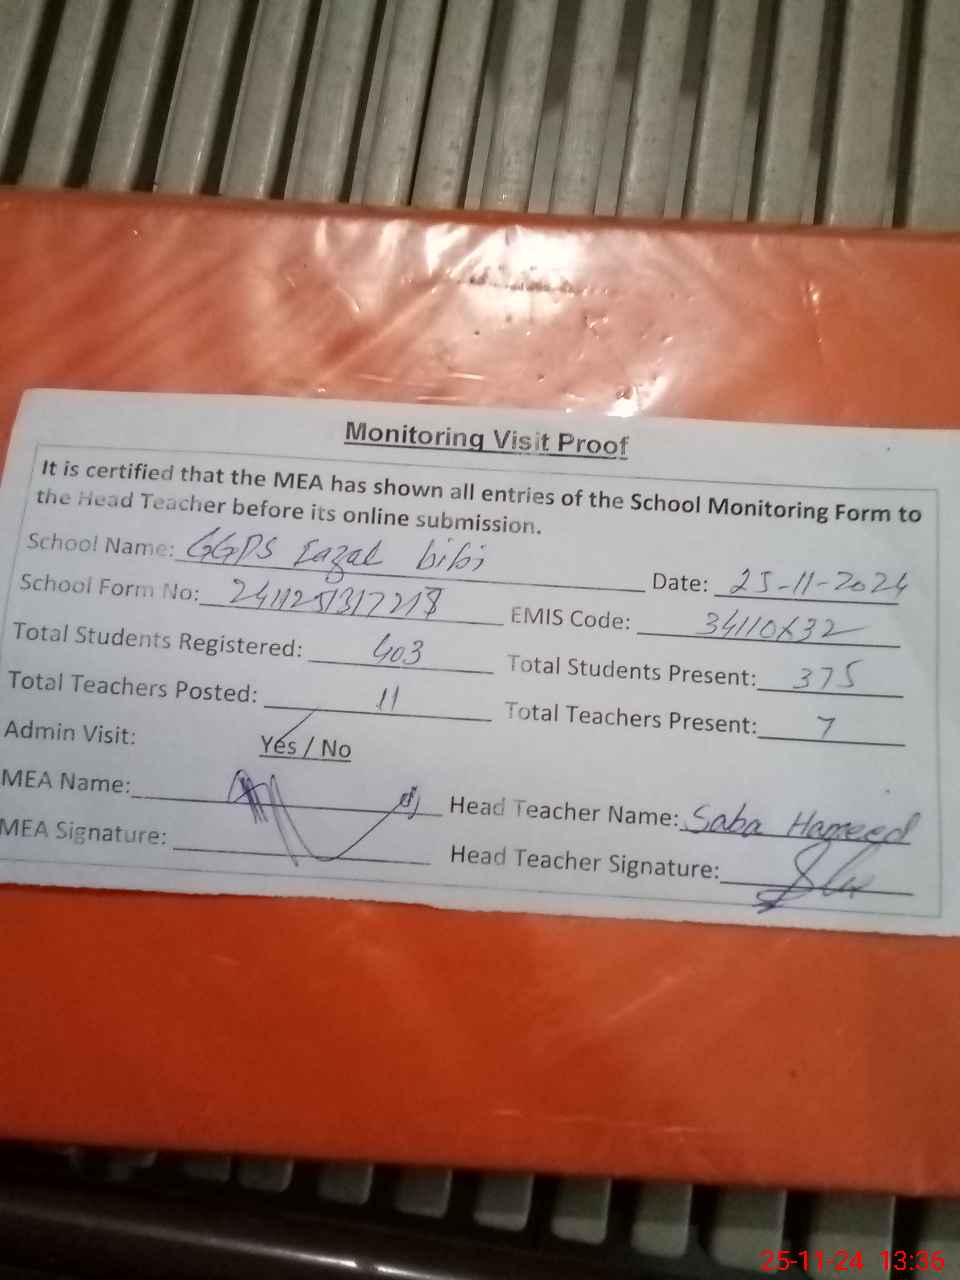 Monitoring Visit Proof
It is certified that the MEA has shown all entries of the School Monitoring Form to
the Head Teacher before its online submission.
School Name: GGPS Fazal bibi Date: 25-11-2024
School Form No: 2411251317218 EMIS Code: 34110632
Total Students Registered: 403 Total Students Present: 375
Total Teachers Posted: 11 Total Teachers Present: 7
Admin Visit: Yes / No
MEA Name: Head Teacher Name: Saba Hameed
MEA Signature: Head Teacher Signature:
25-11-24 13:36